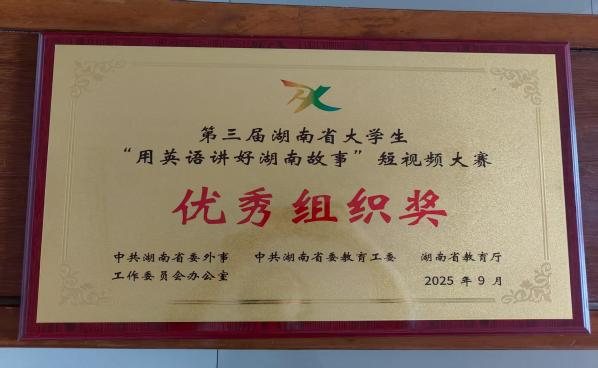 第三届湖南省大学生
“用英语讲好湖南故事”短视频大赛
优秀组织奖
中共湖南省委外事 中共湖南省委教育工委 湖南省教育厅
工作委员会办公室 2025 年 9 月